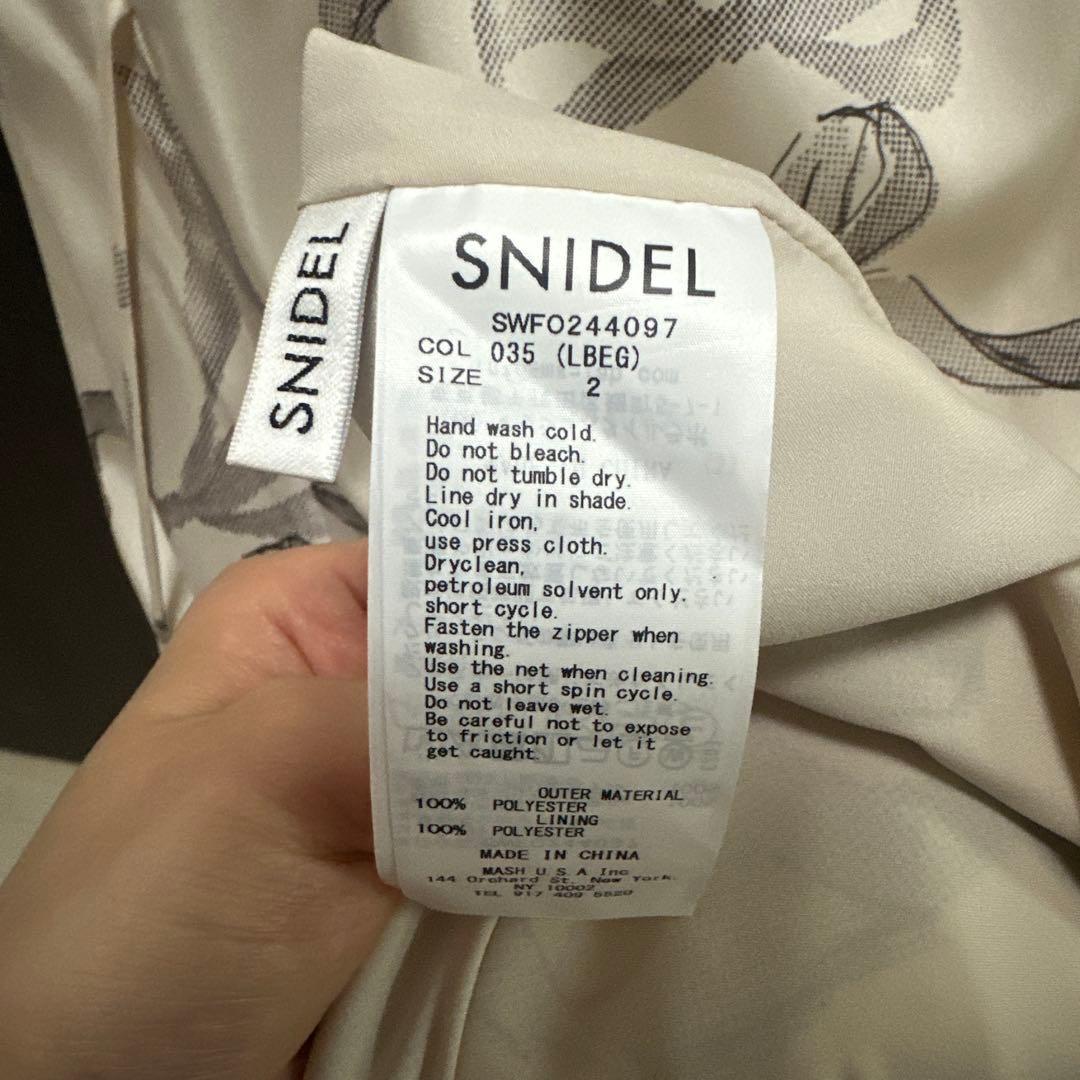 SNIDEL
SNIDEL
SWFO244097
COL 035 (LBEG)
SIZE 2
Hand wash cold.
Do not bleach.
Do not tumble dry.
Line dry in shade.
Cool iron,
use press cloth.
Dryclean,
petroleum solvent only.
short cycle.
Fasten the zipper when
washing.
Use the net when cleaning.
Use a short spin cycle.
Do not leave wet.
Be careful not to expose
to friction or let it
get caught.
OUTER MATERIAL
100% POLYESTER
LINING
100% POLYESTER
MADE IN CHINA
MASH U.S.A Inc
144 Orchard St. New York.
NY 10002
TEL 917 409 5520